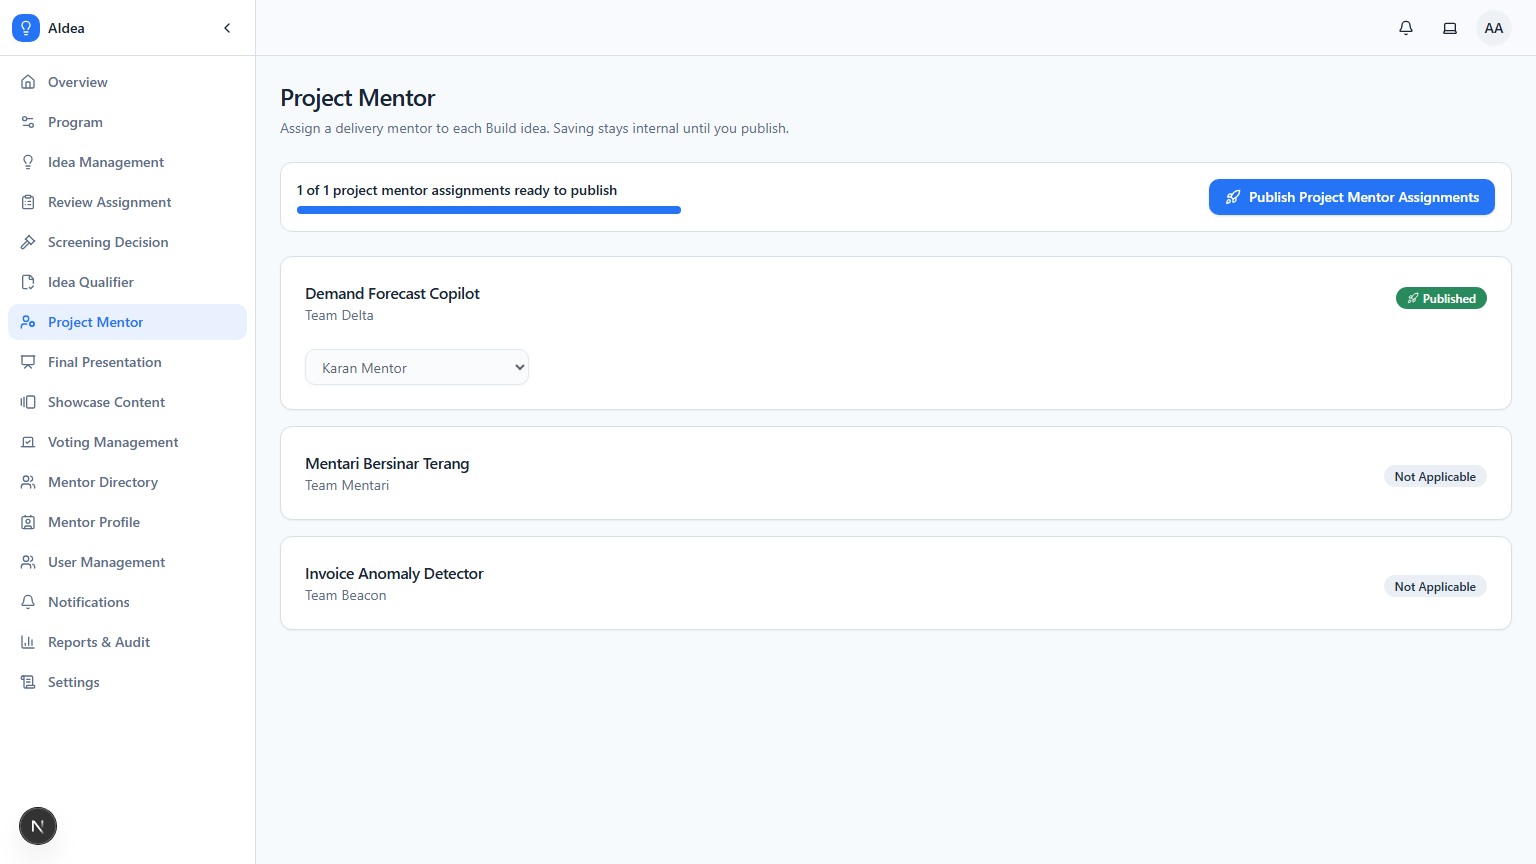 AIdea
AA
Overview
Program
Idea Management
Review Assignment
Screening Decision
Idea Qualifier
Project Mentor
Final Presentation
Showcase Content
Voting Management
Mentor Directory
Mentor Profile
User Management
Notifications
Reports & Audit
Settings
N
Project Mentor
Assign a delivery mentor to each Build idea. Saving stays internal until you publish.
1 of 1 project mentor assignments ready to publish
Publish Project Mentor Assignments
Demand Forecast Copilot
Team Delta
Published
Karan Mentor
Mentari Bersinar Terang
Team Mentari
Not Applicable
Invoice Anomaly Detector
Team Beacon
Not Applicable